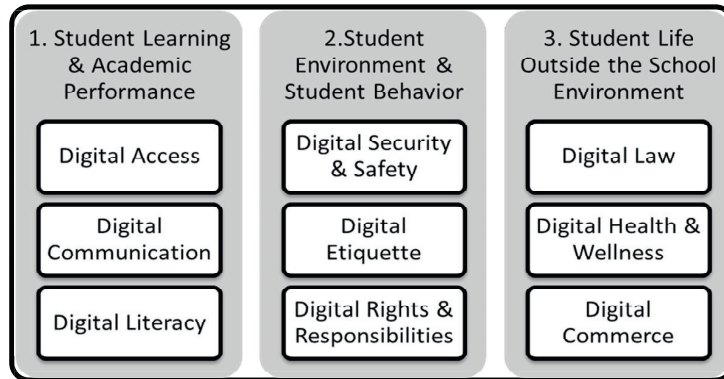 1. Student Learning
& Academic
Performance
Digital Access
Digital
Communication
Digital Literacy
2.Student
Environment &
Student Behavior
Digital Security
& Safety
Digital
Etiquette
Digital Rights &
Responsibilities
3. Student Life
Outside the School
Environment
Digital Law
Digital Health &
Wellness
Digital
Commerce